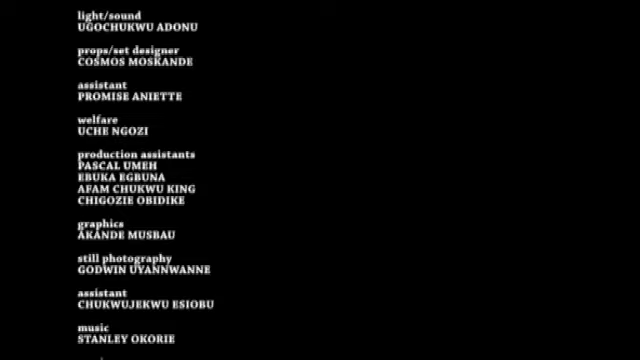 light/sound
UGOCHUKWU ADONU
props/set designer
COSMOS MOSKANDE
assistant
PROMISE ANIETTE
welfare
UCHE NGOZI
production assistants
PASCAL UMEH
EBUKA EGBUNA
AFAM CHUKWU KING
CHIGOZIE OBIDIKE
graphics
AKANDE MUSBAU
still photography
GODWIN UYANNWANNE
assistant
CHUKWUJEKWU ESIOBU
music
STANLEY OKORIE